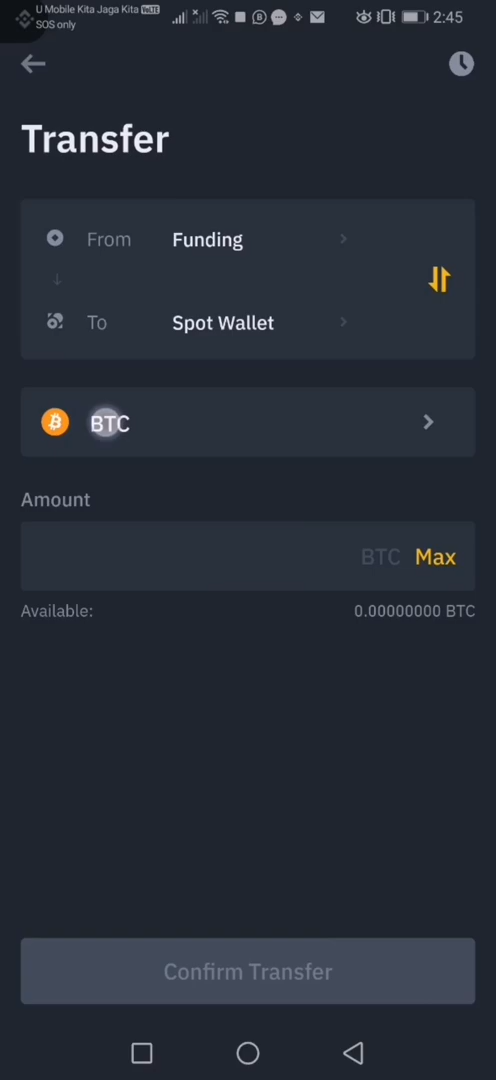 U Mobile Kita Jaga Kita VoLTE
SOS only
2:45
Transfer
From Funding
To Spot Wallet
BTC
Amount
BTC Max
Available: 0.00000000 BTC
Confirm Transfer